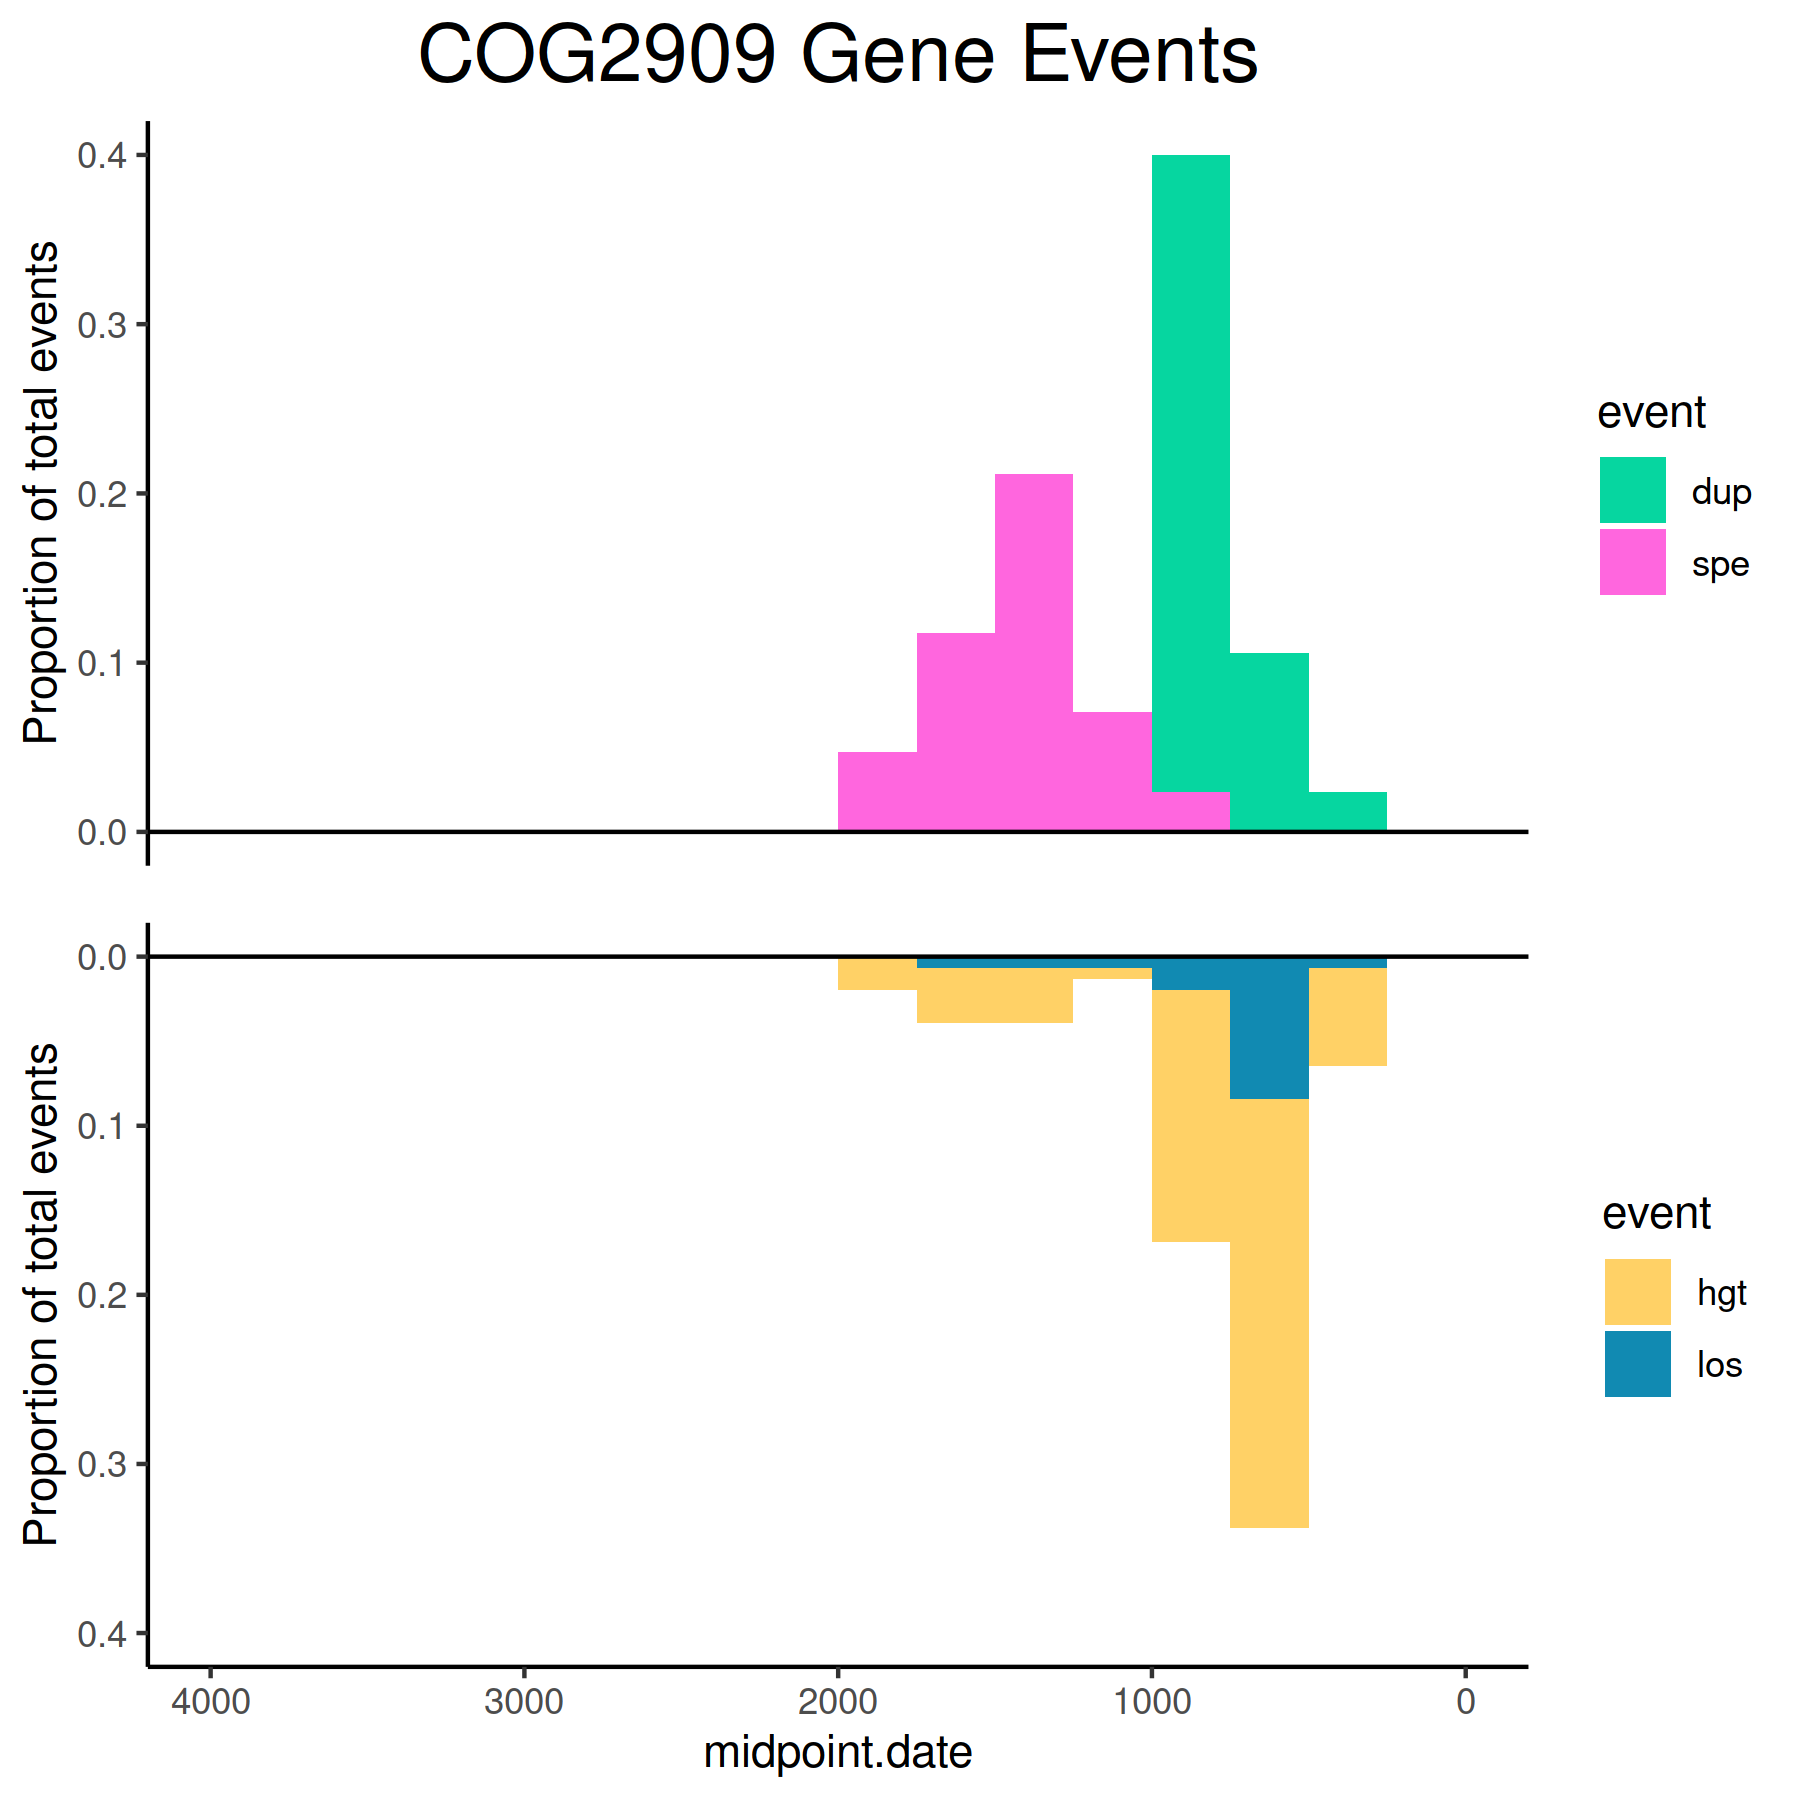 COG2909 Gene Events
Proportion of total events
0.4
0.3
0.2
0.1
0.0
event
dup
spe
Proportion of total events
0.0
0.1
0.2
0.3
0.4
event
hgt
los
4000 3000 2000 1000 0
midpoint.date